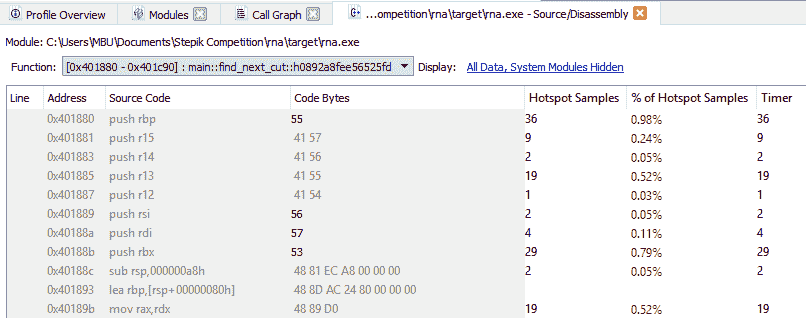 Profile Overview Modules Call Graph ...ompetition\rna\target\rna.exe - Source/Disassembly
Module: C:\Users\MBU\Documents\Stepik Competition\rna\target\rna.exe
Function: [0x401880 - 0x401c90] : main::find_next_cut::h0892a8fee56525fd Display: All Data, System Modules Hidden
Line Address Source Code Code Bytes Hotspot Samples % of Hotspot Samples Timer
0x401880 push rbp 55 36 0.98% 36
0x401881 push r15 41 57 9 0.24% 9
0x401883 push r14 41 56 2 0.05% 2
0x401885 push r13 41 55 19 0.52% 19
0x401887 push r12 41 54 1 0.03% 1
0x401889 push rsi 56 2 0.05% 2
0x40188a push rdi 57 4 0.11% 4
0x40188b push rbx 53 29 0.79% 29
0x40188c sub rsp,000000a8h 48 81 EC A8 00 00 00 2 0.05% 2
0x401893 lea rbp,[rsp+00000080h] 48 8D AC 24 80 00 00 00
0x40189b mov rax,rdx 48 89 D0 19 0.52% 19